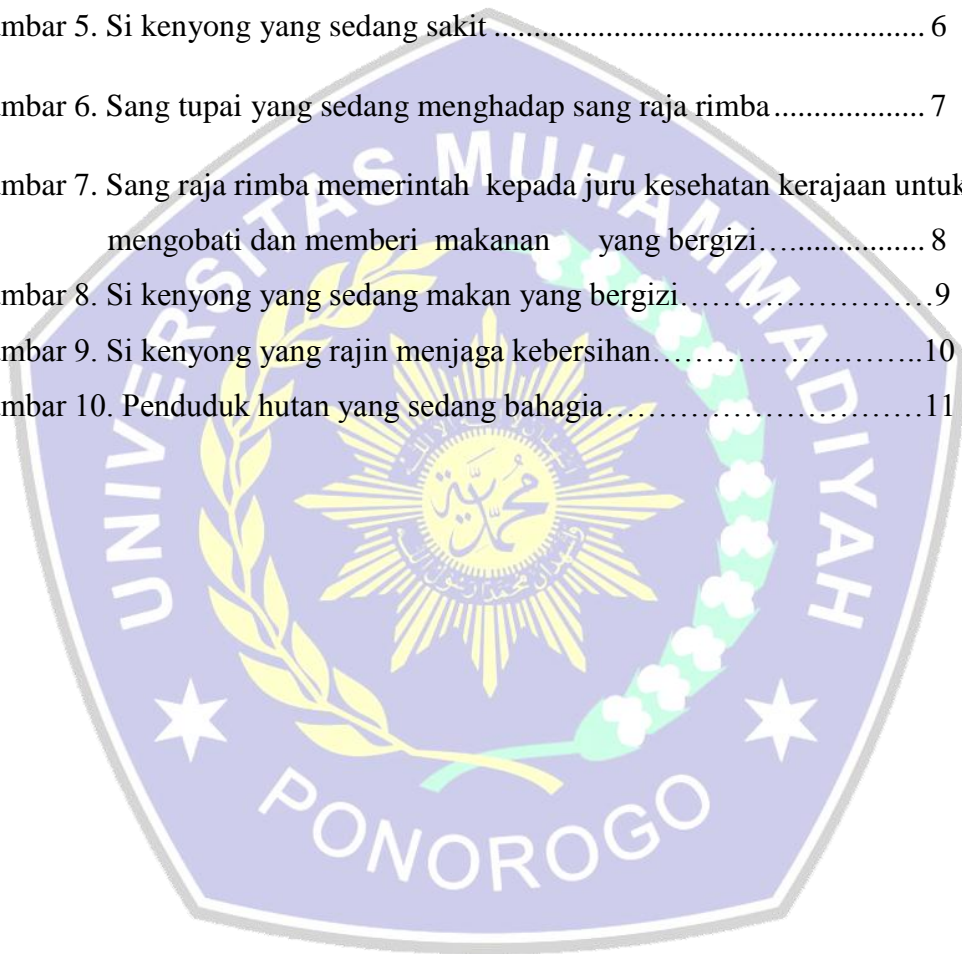 mbar 5. Si kenyong yang sedang sakit ...................................................... 6
mbar 6. Sang tupai yang sedang menghadap sang raja rimba................... 7
mbar 7. Sang raja rimba memerintah kepada juru kesehatan kerajaan untuk
mengobati dan memberi makanan yang bergizi…................. 8
mbar 8. Si kenyong yang sedang makan yang bergizi……………………9
mbar 9. Si kenyong yang rajin menjaga kebersihan……………………..10
mbar 10. Penduduk hutan yang sedang bahagia…………………………11
UNIVERSITAS MUHAMMADIYAH
PONOROGO
محمدية